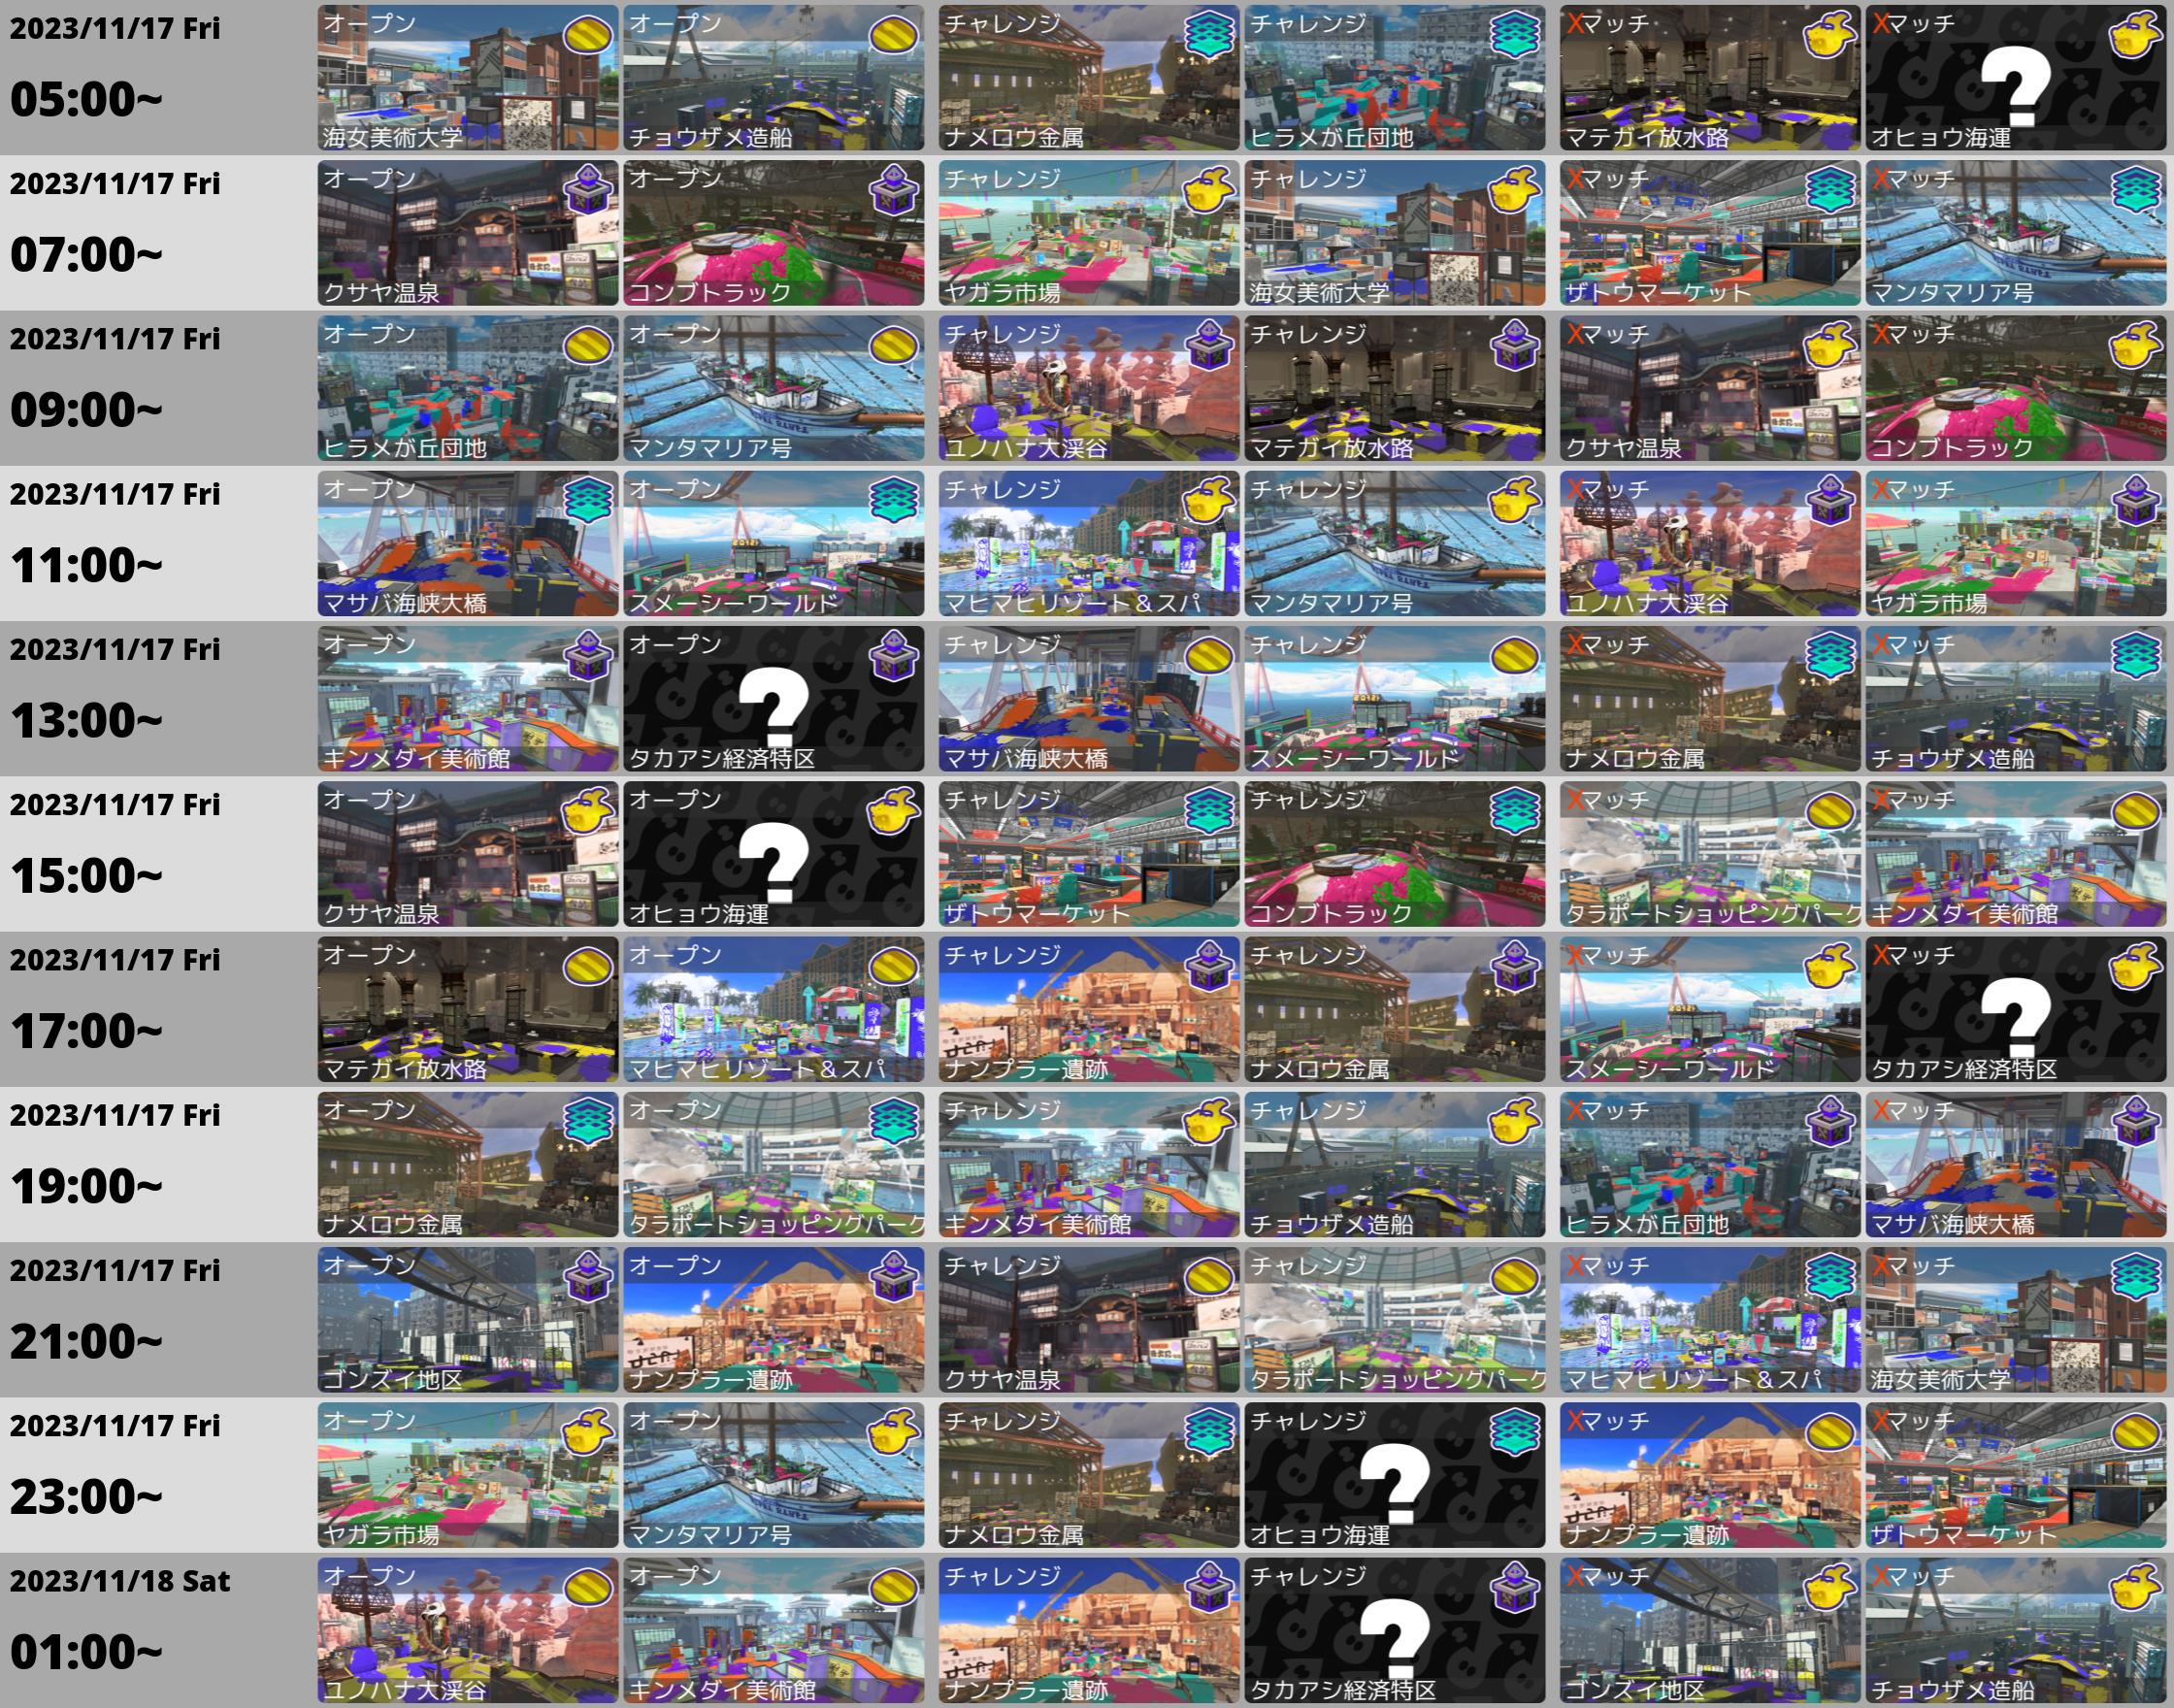 2023/11/17 Fri
05:00~
オープン
海女美術大学
オープン
チョウザメ造船
チャレンジ
ナメロウ金属
チャレンジ
ヒラメが丘団地
Xマッチ
マテガイ放水路
Xマッチ
?
オヒョウ海運
2023/11/17 Fri
07:00~
オープン
クサヤ温泉
オープン
コンブトラック
チャレンジ
ヤガラ市場
チャレンジ
海女美術大学
Xマッチ
ザトウマーケット
Xマッチ
マンタマリア号
2023/11/17 Fri
09:00~
オープン
ヒラメが丘団地
オープン
マンタマリア号
チャレンジ
ユノハナ大渓谷
チャレンジ
マテガイ放水路
Xマッチ
クサヤ温泉
Xマッチ
コンブトラック
2023/11/17 Fri
11:00~
オープン
マサバ海峡大橋
オープン
スメーシーワールド
チャレンジ
マヒマヒリゾート＆スパ
チャレンジ
マンタマリア号
Xマッチ
ユノハナ大渓谷
Xマッチ
ヤガラ市場
2023/11/17 Fri
13:00~
オープン
キンメダイ美術館
オープン
?
タカアシ経済特区
チャレンジ
マサバ海峡大橋
チャレンジ
スメーシーワールド
Xマッチ
ナメロウ金属
Xマッチ
チョウザメ造船
2023/11/17 Fri
15:00~
オープン
クサヤ温泉
オープン
?
オヒョウ海運
チャレンジ
ザトウマーケット
チャレンジ
コンブトラック
Xマッチ
タラポートショッピングパーク
Xマッチ
キンメダイ美術館
2023/11/17 Fri
17:00~
オープン
マテガイ放水路
オープン
マヒマヒリゾート＆スパ
チャレンジ
ナンプラー遺跡
チャレンジ
ナメロウ金属
Xマッチ
スメーシーワールド
Xマッチ
?
タカアシ経済特区
2023/11/17 Fri
19:00~
オープン
ナメロウ金属
オープン
タラポートショッピングパーク
チャレンジ
キンメダイ美術館
チャレンジ
チョウザメ造船
Xマッチ
ヒラメが丘団地
Xマッチ
マサバ海峡大橋
2023/11/17 Fri
21:00~
オープン
ゴンズイ地区
オープン
ナンプラー遺跡
チャレンジ
クサヤ温泉
チャレンジ
タラポートショッピングパーク
Xマッチ
マヒマヒリゾート＆スパ
Xマッチ
海女美術大学
2023/11/17 Fri
23:00~
オープン
ヤガラ市場
オープン
マンタマリア号
チャレンジ
ナメロウ金属
チャレンジ
?
オヒョウ海運
Xマッチ
ナンプラー遺跡
Xマッチ
ザトウマーケット
2023/11/18 Sat
01:00~
オープン
ユノハナ大渓谷
オープン
キンメダイ美術館
チャレンジ
ナンプラー遺跡
チャレンジ
?
タカアシ経済特区
Xマッチ
ゴンズイ地区
Xマッチ
チョウザメ造船